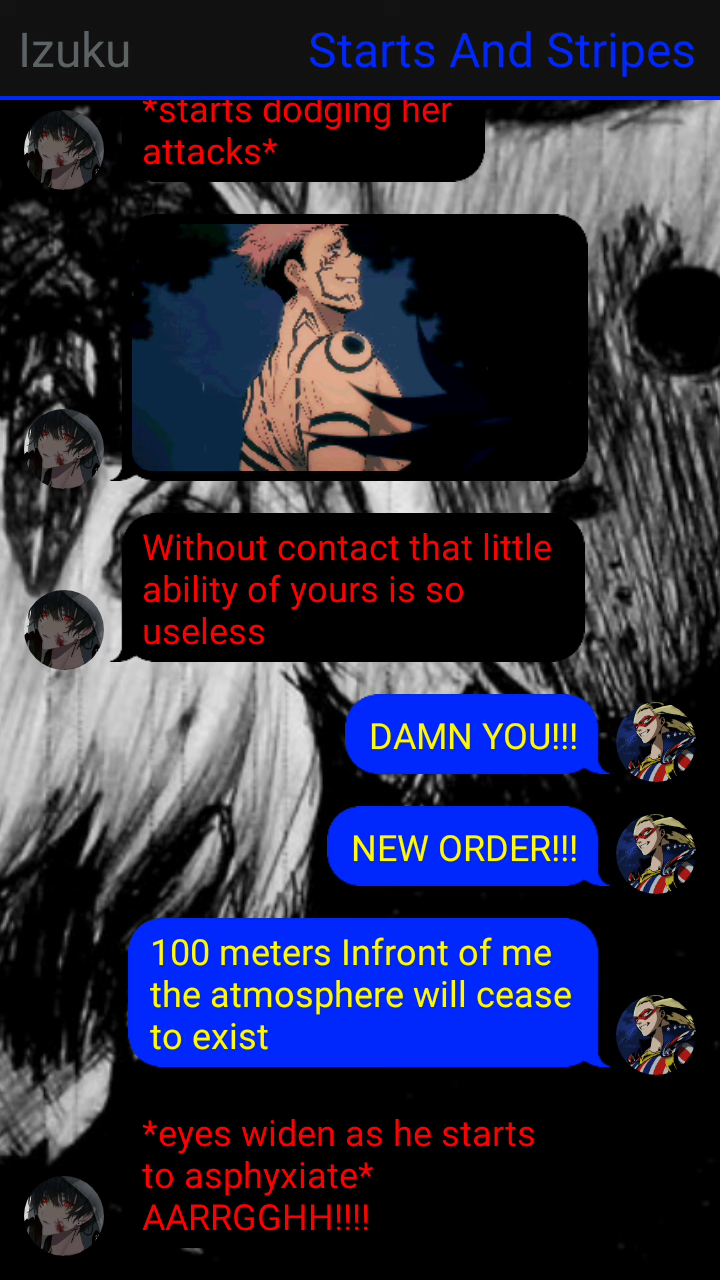 Izuku
Starts And Stripes
*starts dodging her
attacks*
Without contact that little
ability of yours is so
useless
DAMN YOU!!!
NEW ORDER!!!
100 meters Infront of me
the atmosphere will cease
to exist
*eyes widen as he starts
to asphyxiate*
AARRGGHH!!!!